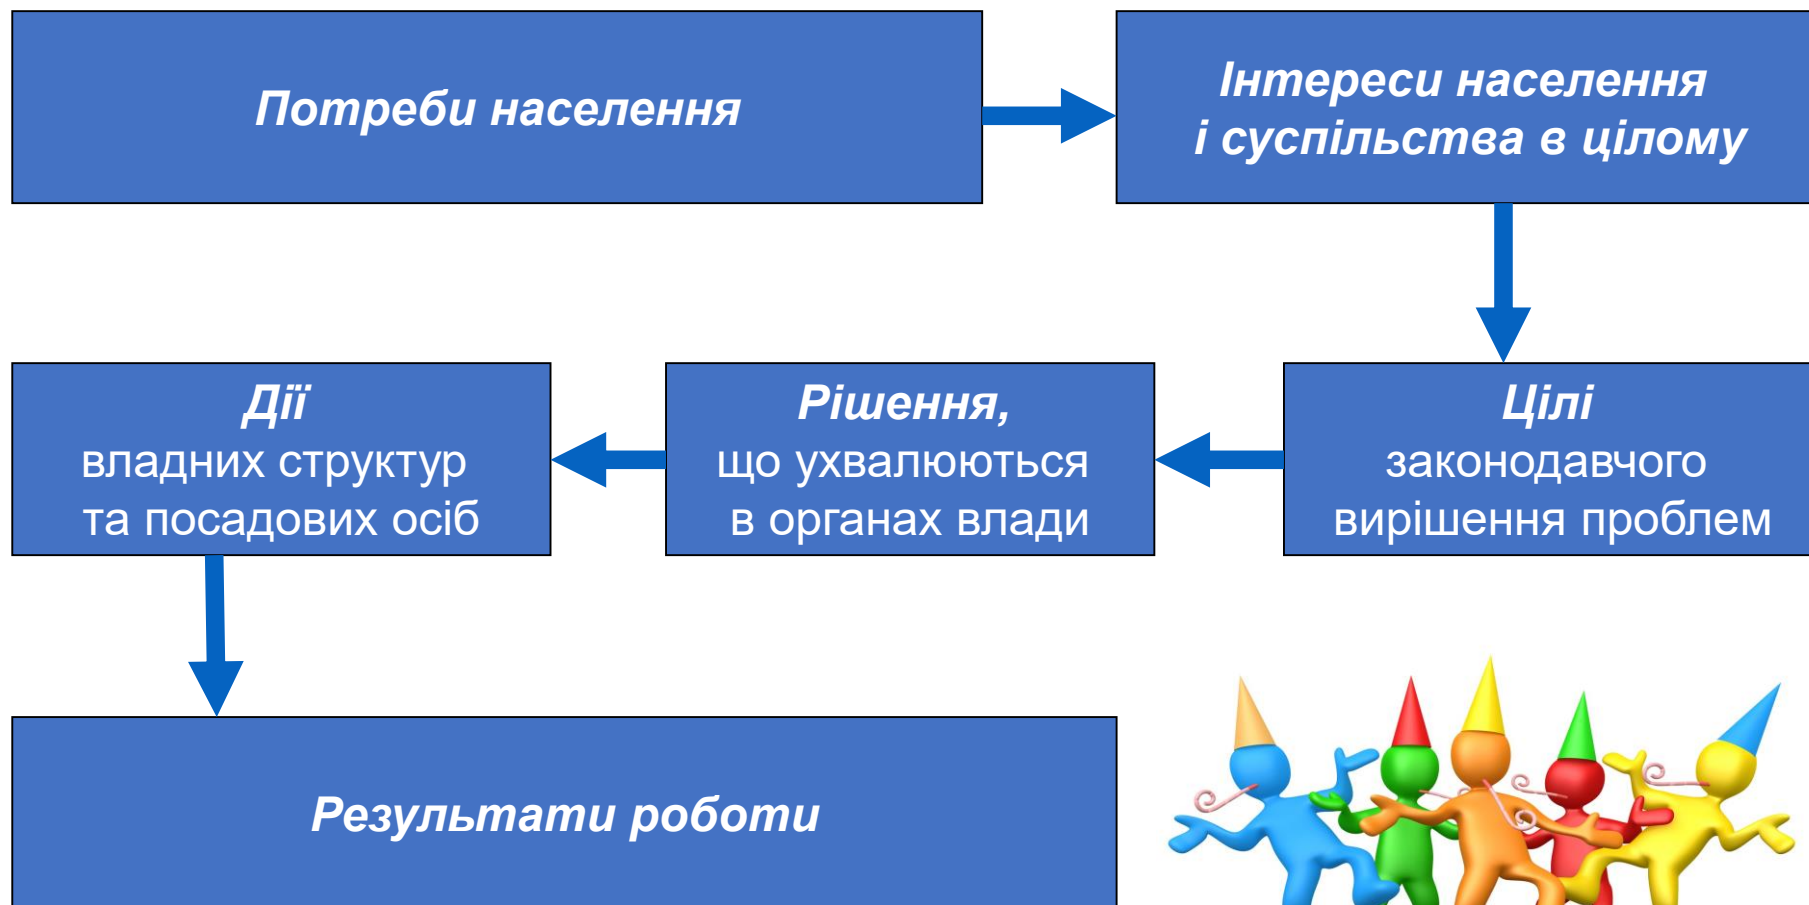 Потреби населення
Інтереси населення
і суспільства в цілому
Цілі
законодавчого
вирішення проблем
Рішення,
що ухвалюються
в органах влади
Дії
владних структур
та посадових осіб
Результати роботи